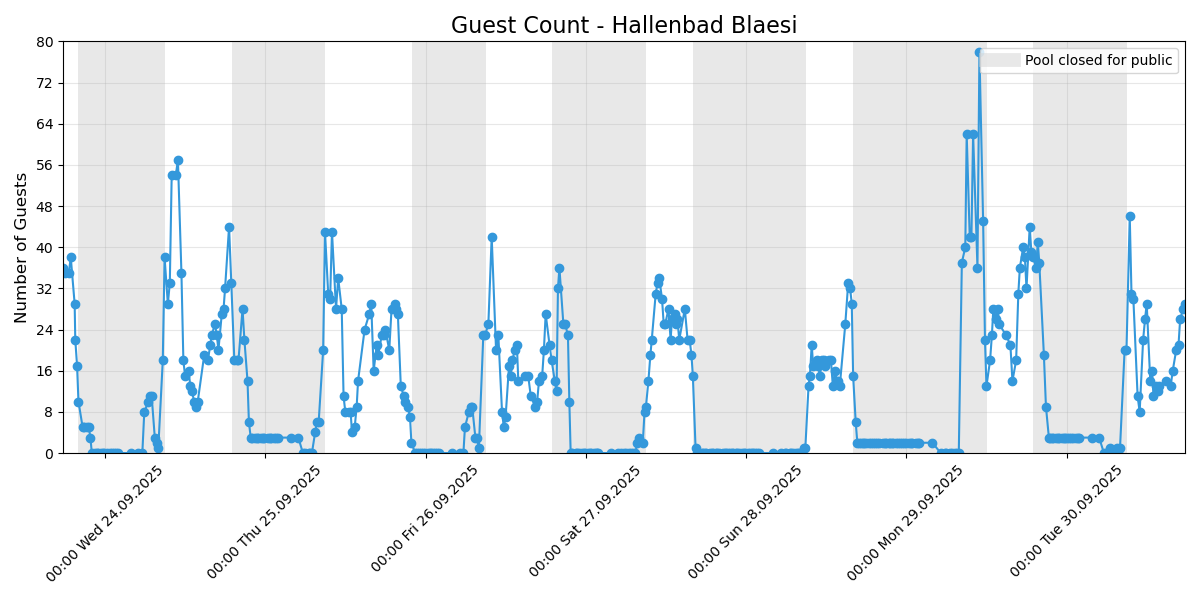 Guest Count - Hallenbad Blaesi
Pool closed for public
Number of Guests
80
72
64
56
48
40
32
24
16
8
0
00:00 Wed 24.09.2025
00:00 Thu 25.09.2025
00:00 Fri 26.09.2025
00:00 Sat 27.09.2025
00:00 Sun 28.09.2025
00:00 Mon 29.09.2025
00:00 Tue 30.09.2025